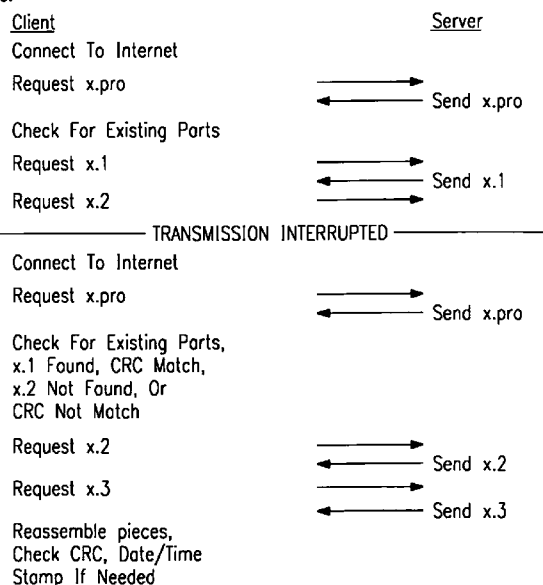 Client Server
Connect To Internet
Request x.pro
Send x.pro
Check For Existing Parts
Request x.1
Send x.1
Request x.2
TRANSMISSION INTERRUPTED
Connect To Internet
Request x.pro
Send x.pro
Check For Existing Parts,
x.1 Found, CRC Match,
x.2 Not Found, Or
CRC Not Match
Request x.2
Send x.2
Request x.3
Send x.3
Reassemble pieces,
Check CRC, Date/Time
Stamp If Needed